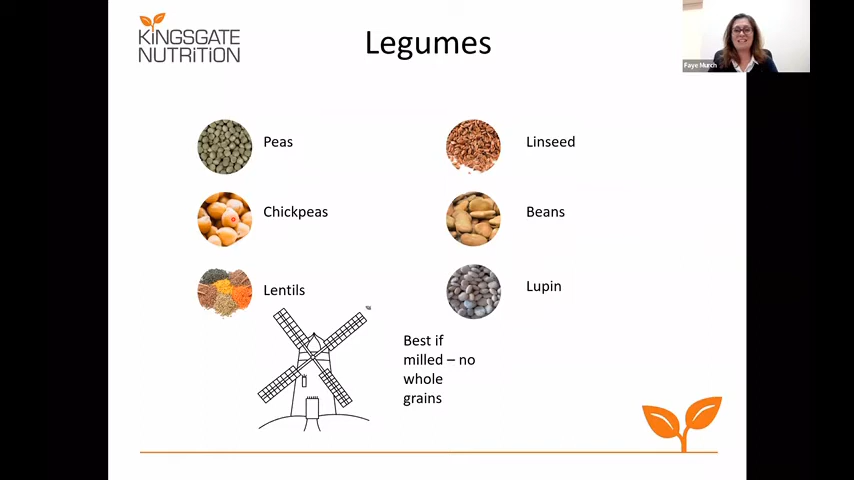 KINGSGATE
NUTRITION
Legumes
Faye Murch
Peas
Linseed
Chickpeas
Beans
Lentils
Lupin
Best if
milled – no
whole
grains